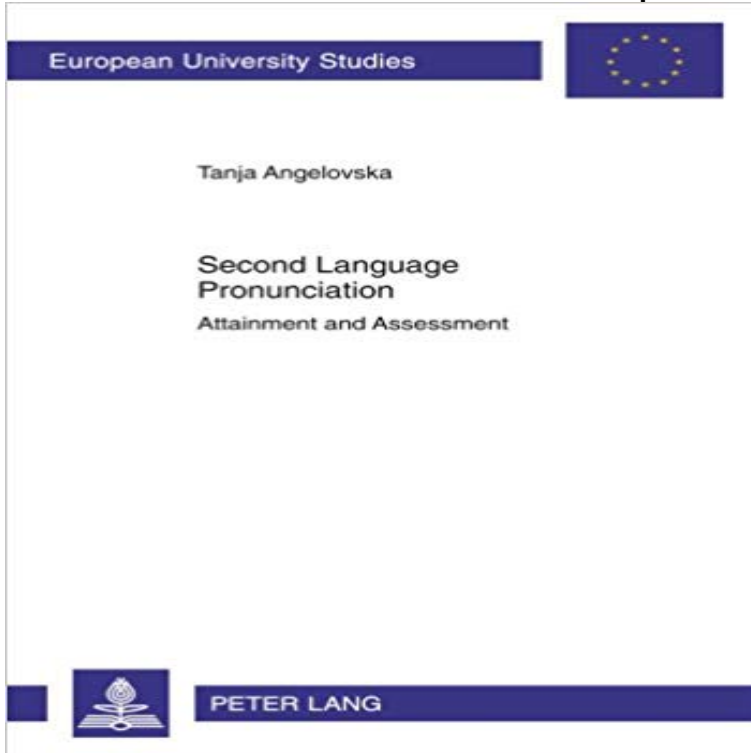 European University Studies
Tanja Angelovska
Second Language
Pronunciation
Attainment and Assessment
PETER LANG